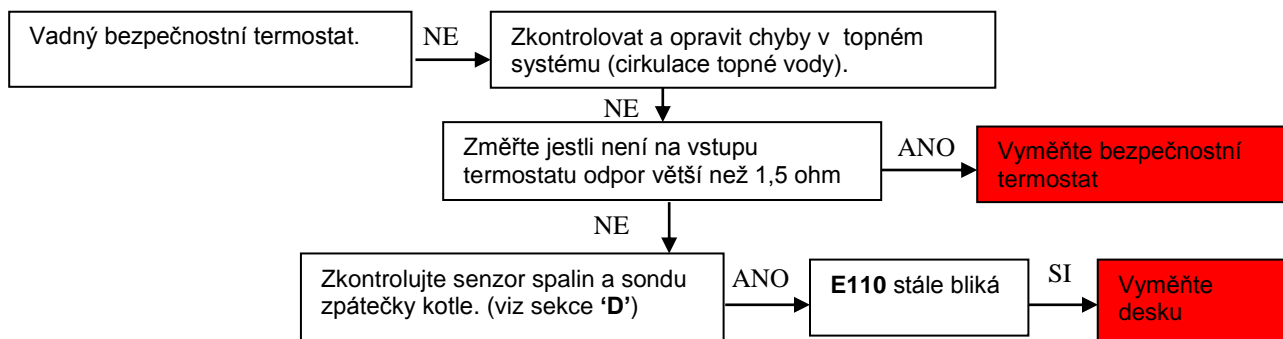 Vadný bezpečnostní termostat.
NE
Zkontrolovat a opravit chyby v topném
systému (cirkulace topné vody).
NE
Změřte jestli není na vstupu
termostatu odpor větší než 1,5 ohm
ANO
Vyměňte bezpečnostní
termostat
NE
Zkontrolujte senzor spalin a sondu
zpátečky kotle. (viz sekce ‘D’)
ANO
E110 stále bliká
SI
Vyměňte
desku